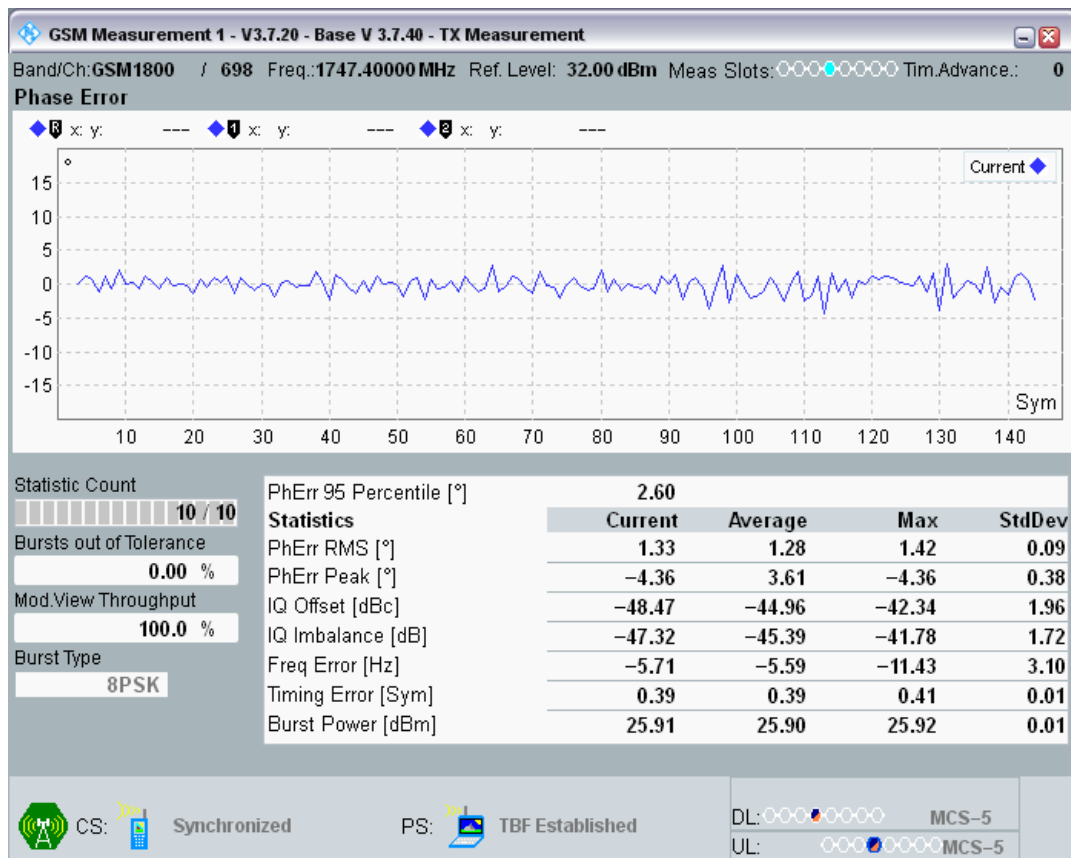 GSM Measurement 1 - V3.7.20 - Base V 3.7.40 - TX Measurement
Band/Ch:GSM1800 / 698 Freq.:1747.40000 MHz Ref. Level: 32.00 dBm Meas Slots: Tim.Advance.: 0
Phase Error
R x: y: --- 1 x: y: --- 2 x: y: ---
°
Current
15
10
5
0
-5
-10
-15
Sym
10 20 30 40 50 60 70 80 90 100 110 120 130 140
Statistic Count
10 / 10
Bursts out of Tolerance
0.00 %
Mod.View Throughput
100.0 %
Burst Type
8PSK
PhErr 95 Percentile [°] 2.60
Statistics Current Average Max StdDev
PhErr RMS [°] 1.33 1.28 1.42 0.09
PhErr Peak [°] −4.36 3.61 −4.36 0.38
IQ Offset [dBc] −48.47 −44.96 −42.34 1.96
IQ Imbalance [dB] −47.32 −45.39 −41.78 1.72
Freq Error [Hz] −5.71 −5.59 −11.43 3.10
Timing Error [Sym] 0.39 0.39 0.41 0.01
Burst Power [dBm] 25.91 25.90 25.92 0.01
CS: Synchronized PS: TBF Established
DL: MCS−5
UL: MCS−5